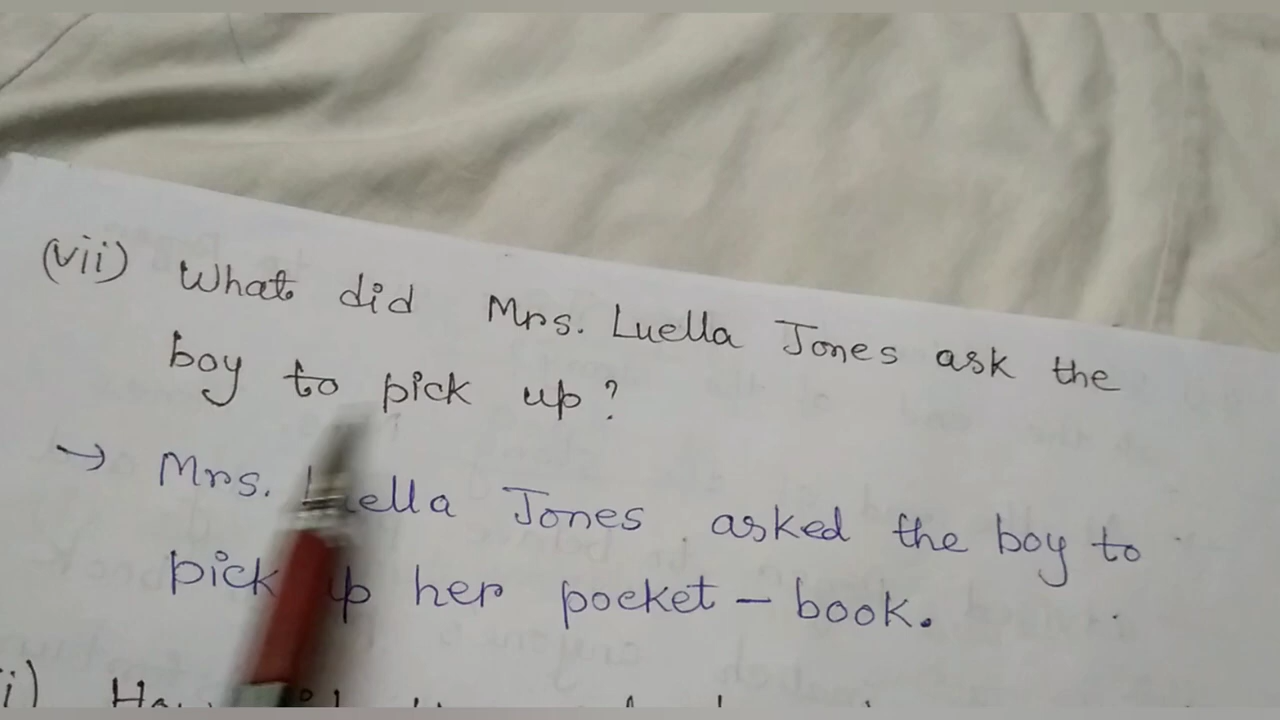 (vii) What did Mrs. Luella Jones ask the
boy to pick up?
→ Mrs. Luella Jones asked the boy to
pick up her pocket - book.